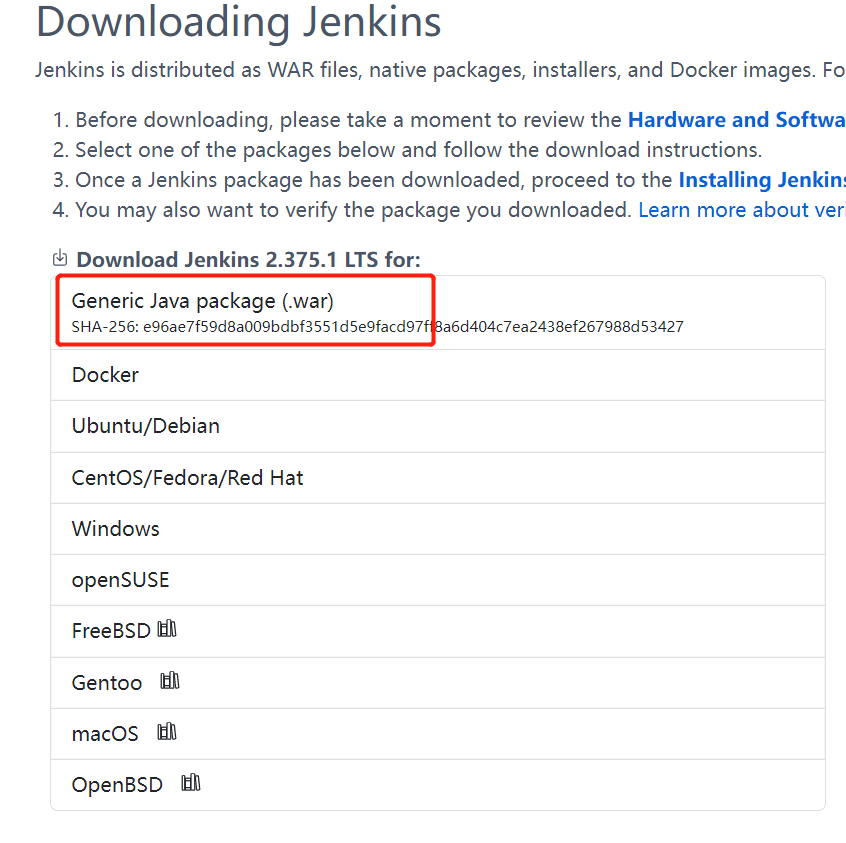 Downloading Jenkins
Jenkins is distributed as WAR files, native packages, installers, and Docker images. Fo
1. Before downloading, please take a moment to review the Hardware and Softwa
2. Select one of the packages below and follow the download instructions.
3. Once a Jenkins package has been downloaded, proceed to the Installing Jenkins
4. You may also want to verify the package you downloaded. Learn more about veri
Download Jenkins 2.375.1 LTS for:
Generic Java package (.war)
SHA-256: e96ae7f59d8a009bdbf3551d5e9facd97ff8a6d404c7ea2438ef267988d53427
Docker
Ubuntu/Debian
CentOS/Fedora/Red Hat
Windows
openSUSE
FreeBSD
Gentoo
macOS
OpenBSD